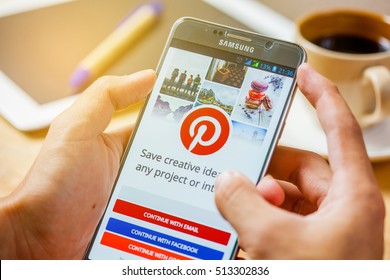 SAMSUNG
Save creative ide
any project or int
CONTINUE WITH EMAIL
CONTINUE WITH FACEBOOK
shutterstock
IMAGE ID: 513302836
www.shutterstock.com